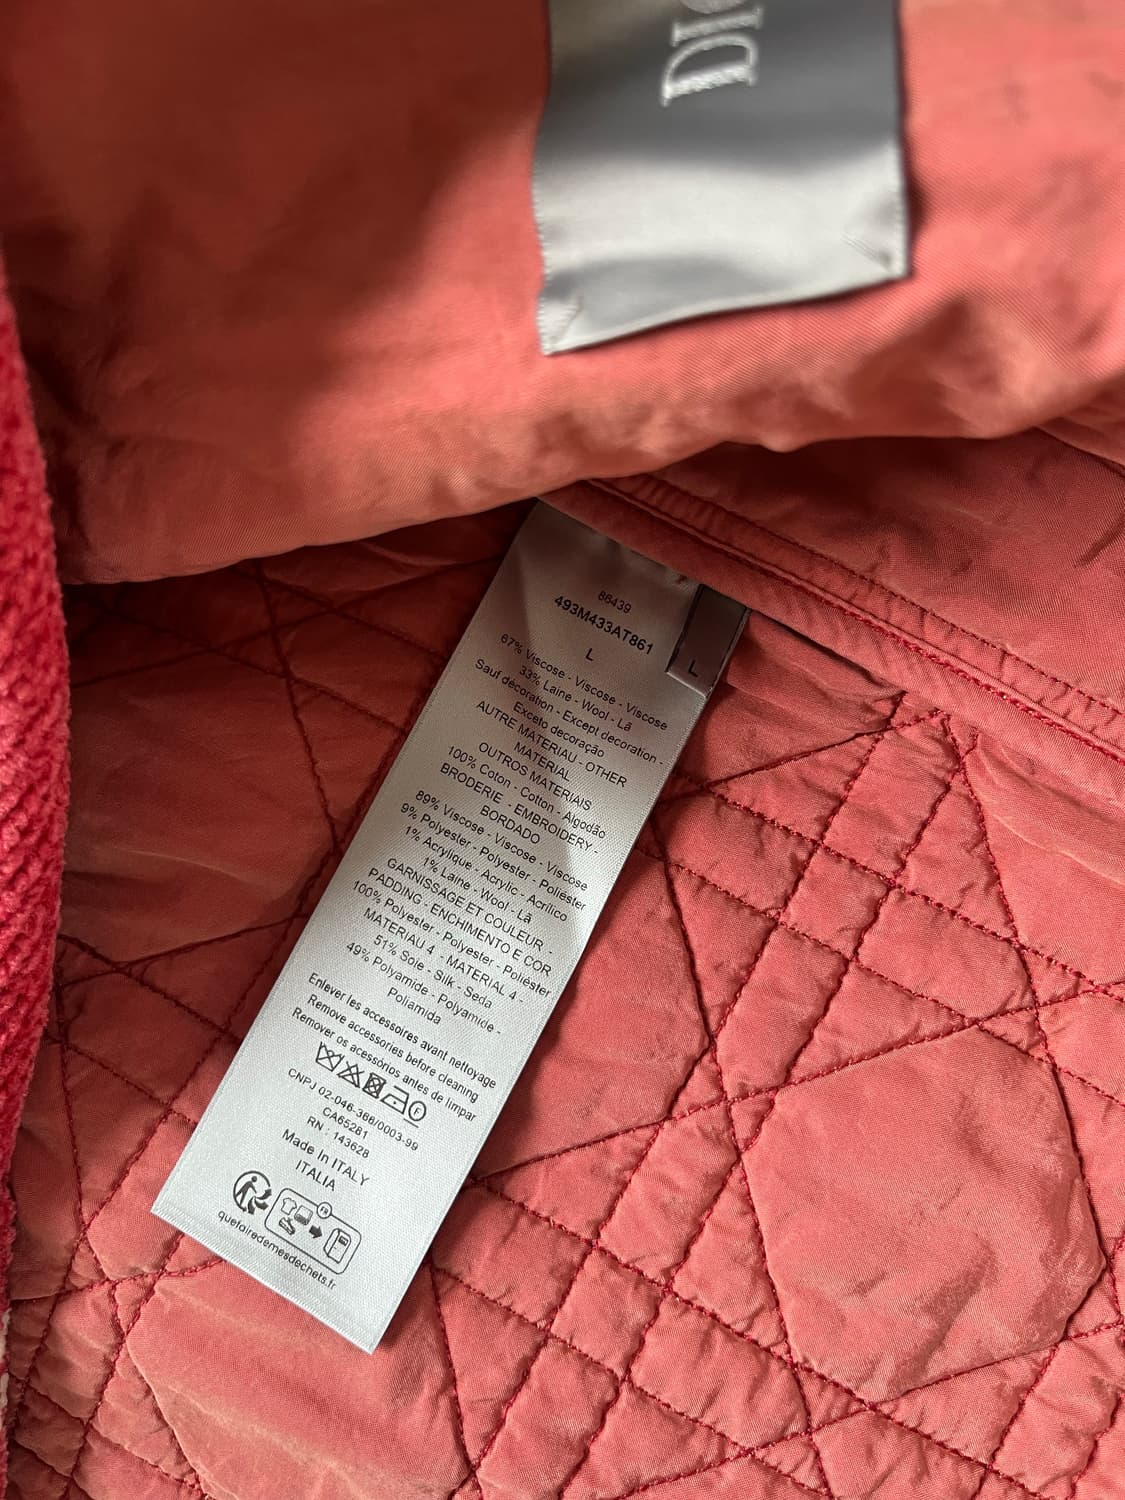 DIO
86439
493M433AT861
L
L
67% Viscose - Viscose - Viscose
33% Laine - Wool - Lã
Sauf décoration - Except decoration -
Exceto decoração
AUTRE MATERIAU - OTHER
MATERIAL
OUTROS MATERIAIS
100% Coton - Cotton - Algodão
BRODERIE - EMBROIDERY -
BORDADO
89% Viscose - Viscose - Viscose
9% Polyester - Polyester - Poliéster
1% Acrylique - Acrylic - Acrílico
1% Laine - Wool - Lã
GARNISSAGE ET COULEUR -
PADDING - ENCHIMENTO E COR
100% Polyester - Polyester - Poliéster
MATERIAU 4 - MATERIAL 4 -
51% Soie - Silk - Seda
49% Polyamide - Polyamide -
Poliamida
Enlever les accessoires avant nettoyage
Remove accessories before cleaning
Remover os acessórios antes de limpar
F
CNPJ 02-046-366/0003-99
CA65281
RN : 143628
Made In ITALY
ITALIA
FR
quefairedemesdechets.fr